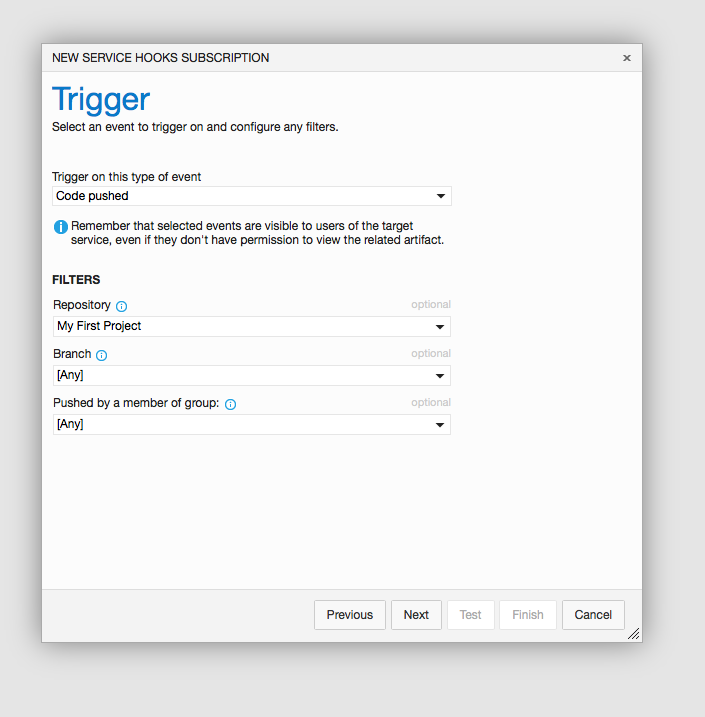 NEW SERVICE HOOKS SUBSCRIPTION
Trigger
Select an event to trigger on and configure any filters.
Trigger on this type of event
Code pushed
Remember that selected events are visible to users of the target
service, even if they don't have permission to view the related artifact.
FILTERS
Repository optional
My First Project
Branch optional
[Any]
Pushed by a member of group: optional
[Any]
Previous Next Test Finish Cancel